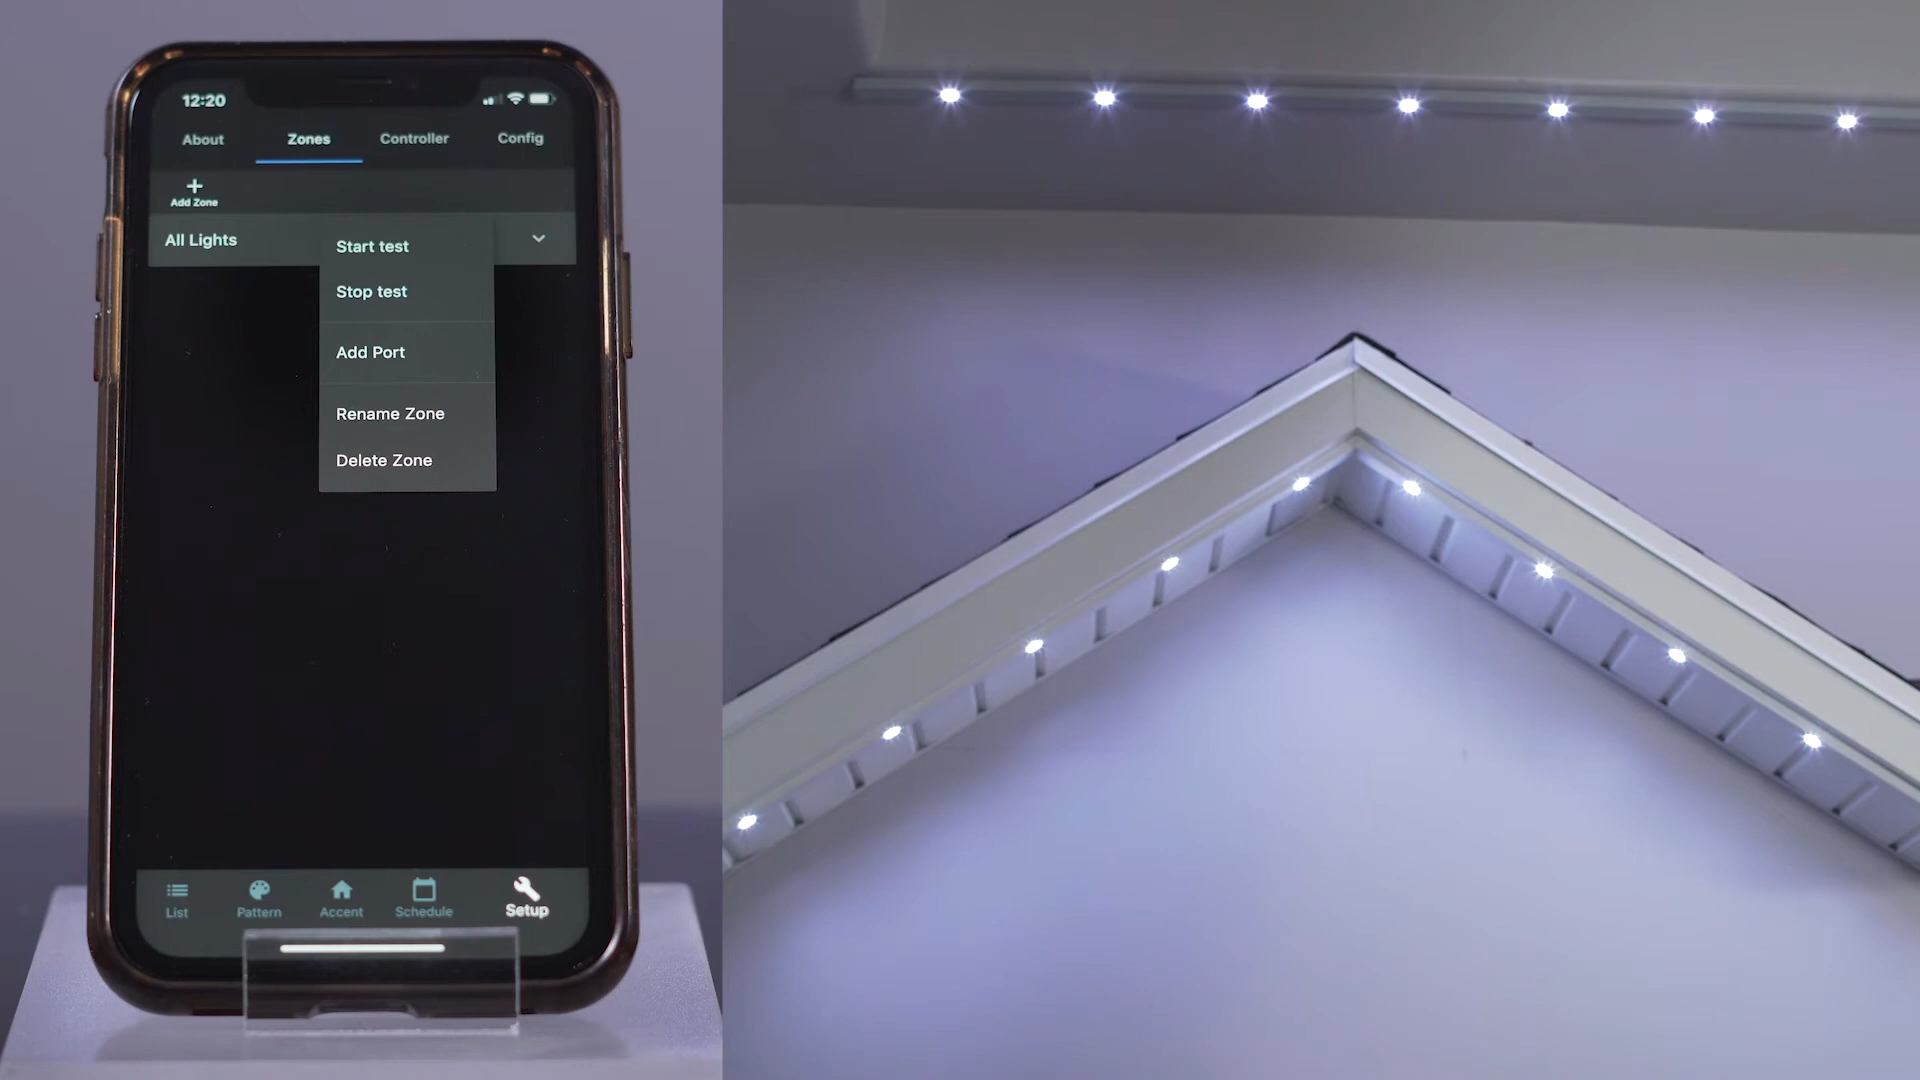 12:20
About Zones Controller Config
+
Add Zone
All Lights
Start test
Stop test
Add Port
Rename Zone
Delete Zone
List Pattern Accent Schedule Setup